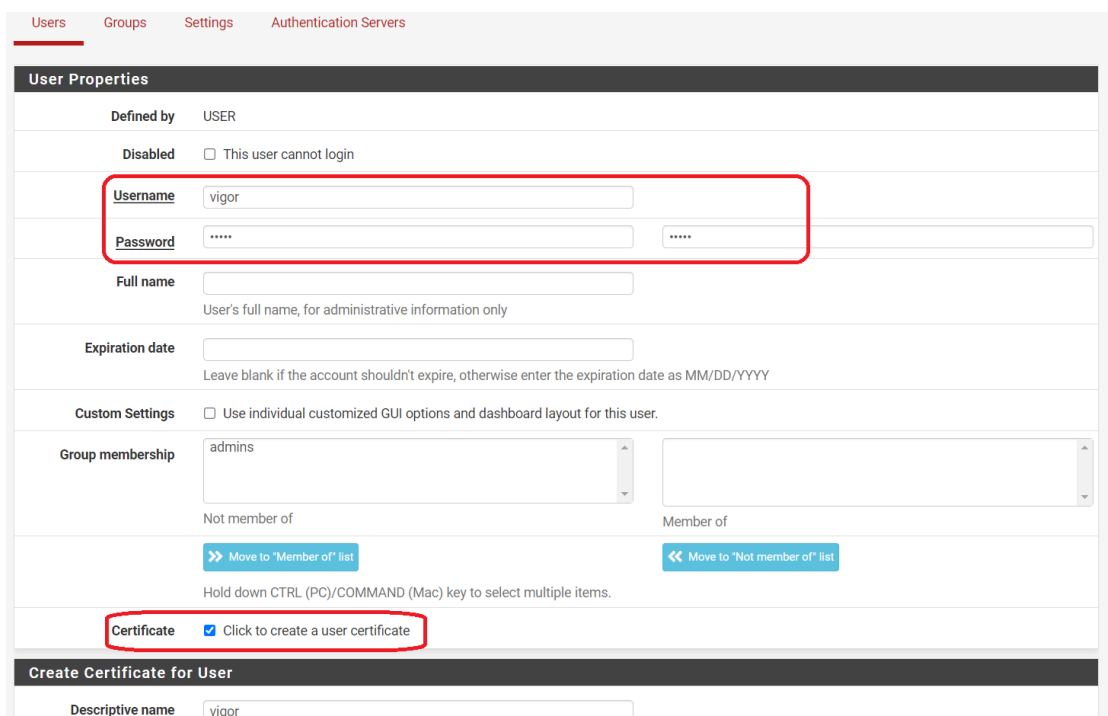 Users Groups Settings Authentication Servers
User Properties
Defined by USER
Disabled This user cannot login
Username vigor
Password ••••• •••••
Full name
User's full name, for administrative information only
Expiration date
Leave blank if the account shouldn't expire, otherwise enter the expiration date as MM/DD/YYYY
Custom Settings Use individual customized GUI options and dashboard layout for this user.
Group membership admins
Not member of Member of
Move to "Member of" list Move to "Not member of" list
Hold down CTRL (PC)/COMMAND (Mac) key to select multiple items.
Certificate Click to create a user certificate
Create Certificate for User
Descriptive name vigor